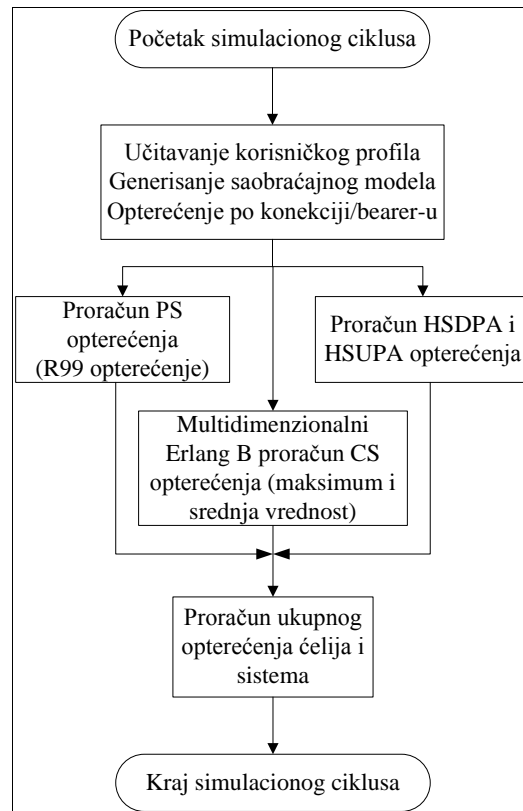 Početak simulacionog ciklusa
Učitavanje korisničkog profila
Generisanje saobraćajnog modela
Opterećenje po konekciji/bearer-u
Proračun PS
opterećenja
(R99 opterećenje)
Proračun HSDPA i
HSUPA opterećenja
Multidimenzionalni
Erlang B proračun CS
opterećenja (maksimum i
srednja vrednost)
Proračun ukupnog
opterećenja ćelija i
sistema
Kraj simulacionog ciklusa